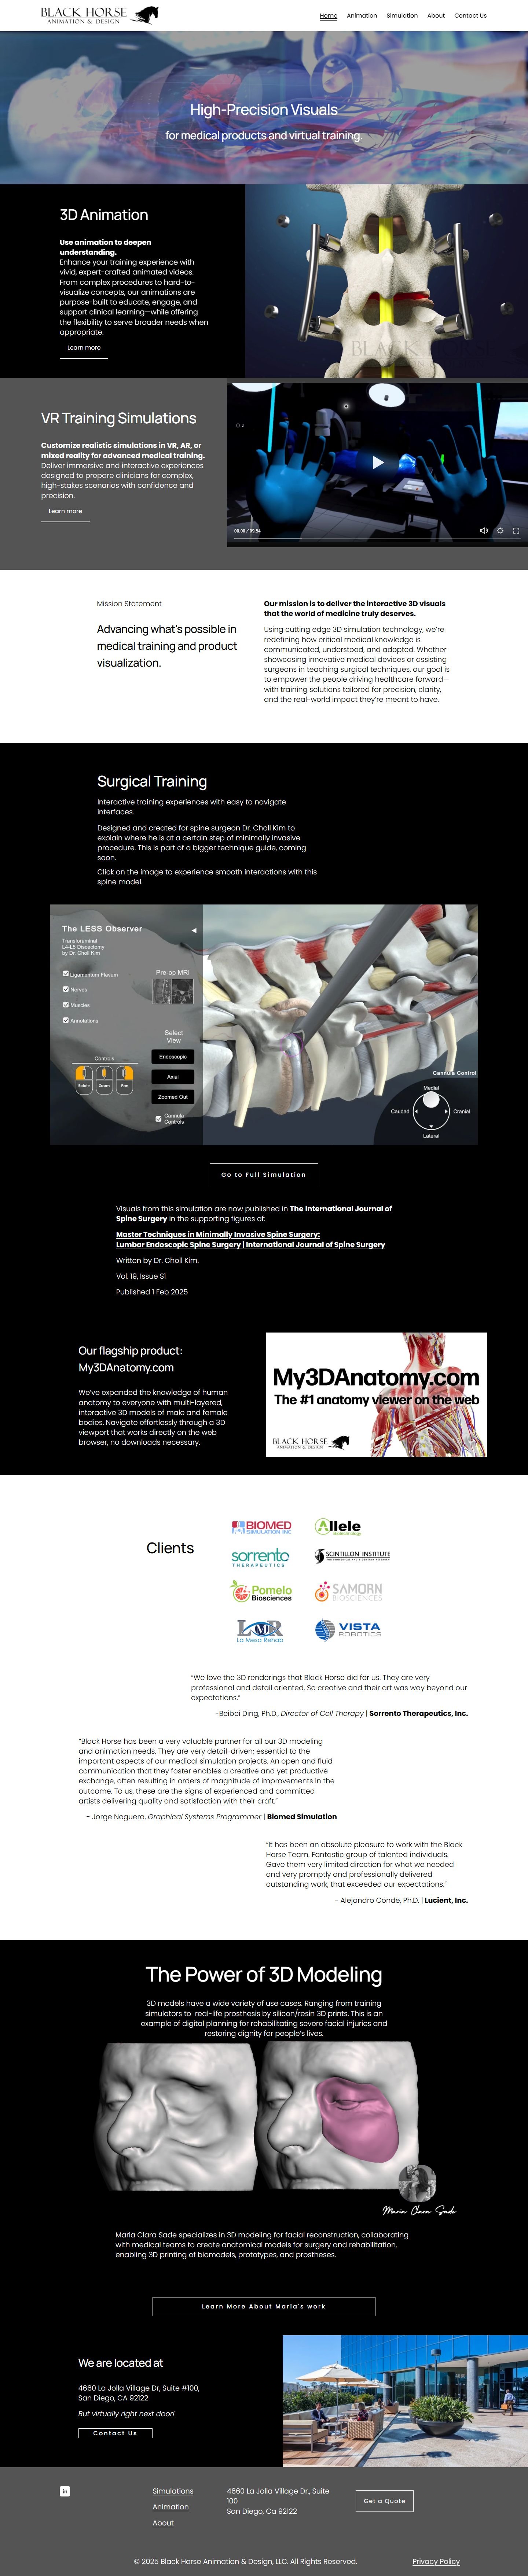 BLACK HORSE
ANIMATION & DESIGN
Home
Animation
Simulation
About
Contact Us
High-Precision Visuals
for medical products and virtual training.
3D Animation
Use animation to deepen
understanding.
Enhance your training experience with
vivid, expert-crafted animated videos.
From complex procedures to hard-to-
visualize concepts, our animations are
purpose-built to educate, engage, and
support clinical learning—while offering
the flexibility to serve broader needs when
appropriate.
Learn more
VR Training Simulations
Customize realistic simulations in VR, AR, or
mixed reality for advanced medical training.
Deliver immersive and interactive experiences
designed to prepare clinicians for complex,
high-stakes scenarios with confidence and
precision.
Learn more
00:00 / 00:54
Mission Statement
Advancing what's possible in
medical training and product
visualization.
Our mission is to deliver the interactive 3D visuals
that the world of medicine truly deserves.
Using cutting edge 3D simulation technology, we're
redefining how critical medical knowledge is
communicated, understood, and adopted. Whether
showcasing innovative medical devices or assisting
surgeons in teaching surgical techniques, our goal is
to empower the people driving healthcare forward—
with training solutions tailored for precision, clarity,
and the real-world impact they're meant to have.
Surgical Training
Interactive training experiences with easy to navigate
interfaces.
Designed and created for spine surgeon Dr. Choll Kim to
explain where he is at a certain step of minimally invasive
procedure. This is part of a bigger technique guide, coming
soon.
Click on the image to experience smooth interactions with this
spine model.
The LESS Observer
Transforaminal
L4-L5 Discectomy
by Dr. Choll Kim
Ligamentum Flavum
Nerves
Muscles
Annotations
Pre-op MRI
Select
View
Endoscopic
Axial
Zoomed Out
Cannula
Controls
Controls
Rotate
Zoom
Pan
Cannula Control
Medial
Caudad
Cranial
Lateral
Go to Full Simulation
Visuals from this simulation are now published in The International Journal of
Spine Surgery in the supporting figures of:
Master Techniques in Minimally Invasive Spine Surgery:
Lumbar Endoscopic Spine Surgery | International Journal of Spine Surgery
Written by Dr. Choll Kim.
Vol. 19, Issue S1
Published 1 Feb 2025
Our flagship product:
My3DAnatomy.com
We've expanded the knowledge of human
anatomy to everyone with multi-layered,
interactive 3D models of male and female
bodies. Navigate effortlessly through a 3D
viewport that works directly on the web
browser, no downloads necessary.
My3DAnatomy.com
The #1 anatomy viewer on the web
BLACK HORSE
ANIMATION & DESIGN
Clients
BIOMED
SIMULATION INC
Allele
sorrento
THERAPEUTICS
SCINTILLON INSTITUTE
Pomelo
Biosciences
SAMORN
BIOSCIENCES
LMR
La Mesa Rehab
VISTA
ROBOTICS
"We love the 3D renderings that Black Horse did for us. They are very
professional and detail oriented. So creative and their art was way beyond our
expectations."
-Beibei Ding, Ph.D., Director of Cell Therapy | Sorrento Therapeutics, Inc.
"Black Horse has been a very valuable partner for all our 3D modeling
and animation needs. They are very detail-driven; essential to the
important aspects of our medical simulation projects. An open and fluid
communication that they foster enables a creative and yet productive
exchange, often resulting in orders of magnitude of improvements in the
outcome. To us, these are the signs of experienced and committed
artists delivering quality and satisfaction with their craft."
- Jorge Noguera, Graphical Systems Programmer | Biomed Simulation
"It has been an absolute pleasure to work with the Black
Horse Team. Fantastic group of talented individuals.
Gave them very limited direction for what we needed
and very promptly and professionally delivered
outstanding work, that exceeded our expectations."
- Alejandro Conde, Ph.D. | Lucient, Inc.
The Power of 3D Modeling
3D models have a wide variety of use cases. Ranging from training
simulators to real-life prosthesis by silicon/resin 3D prints. This is an
example of digital planning for rehabilitating severe facial injuries and
restoring dignity for people's lives.
Maria Clara Sade
Maria Clara Sade specializes in 3D modeling for facial reconstruction, collaborating
with medical teams to create anatomical models for surgery and rehabilitation,
enabling 3D printing of biomodels, prototypes, and prostheses.
Learn More About Maria's work
We are located at
4660 La Jolla Village Dr, Suite #100,
San Diego, CA 92122
But virtually right next door!
Contact Us
in
Simulations
Animation
About
4660 La Jolla Village Dr., Suite
100
San Diego, Ca 92122
Get a Quote
© 2025 Black Horse Animation & Design, LLC. All Rights Reserved.
Privacy Policy